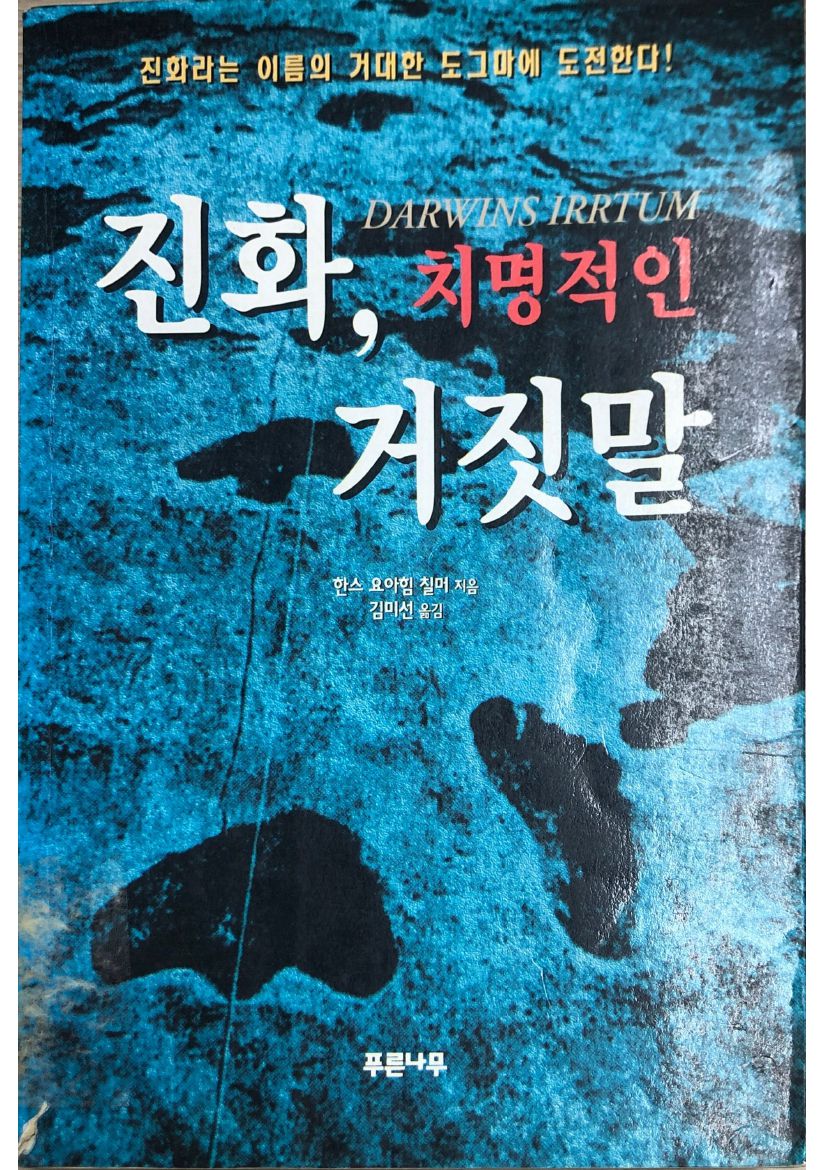 진화라는 이름의 거대한 도그마에 도전한다!
DARWINS IRRTUM
진화, 치명적인
거짓말
한스 요아힘 칠머 지음
김미선 옮김
푸른나무